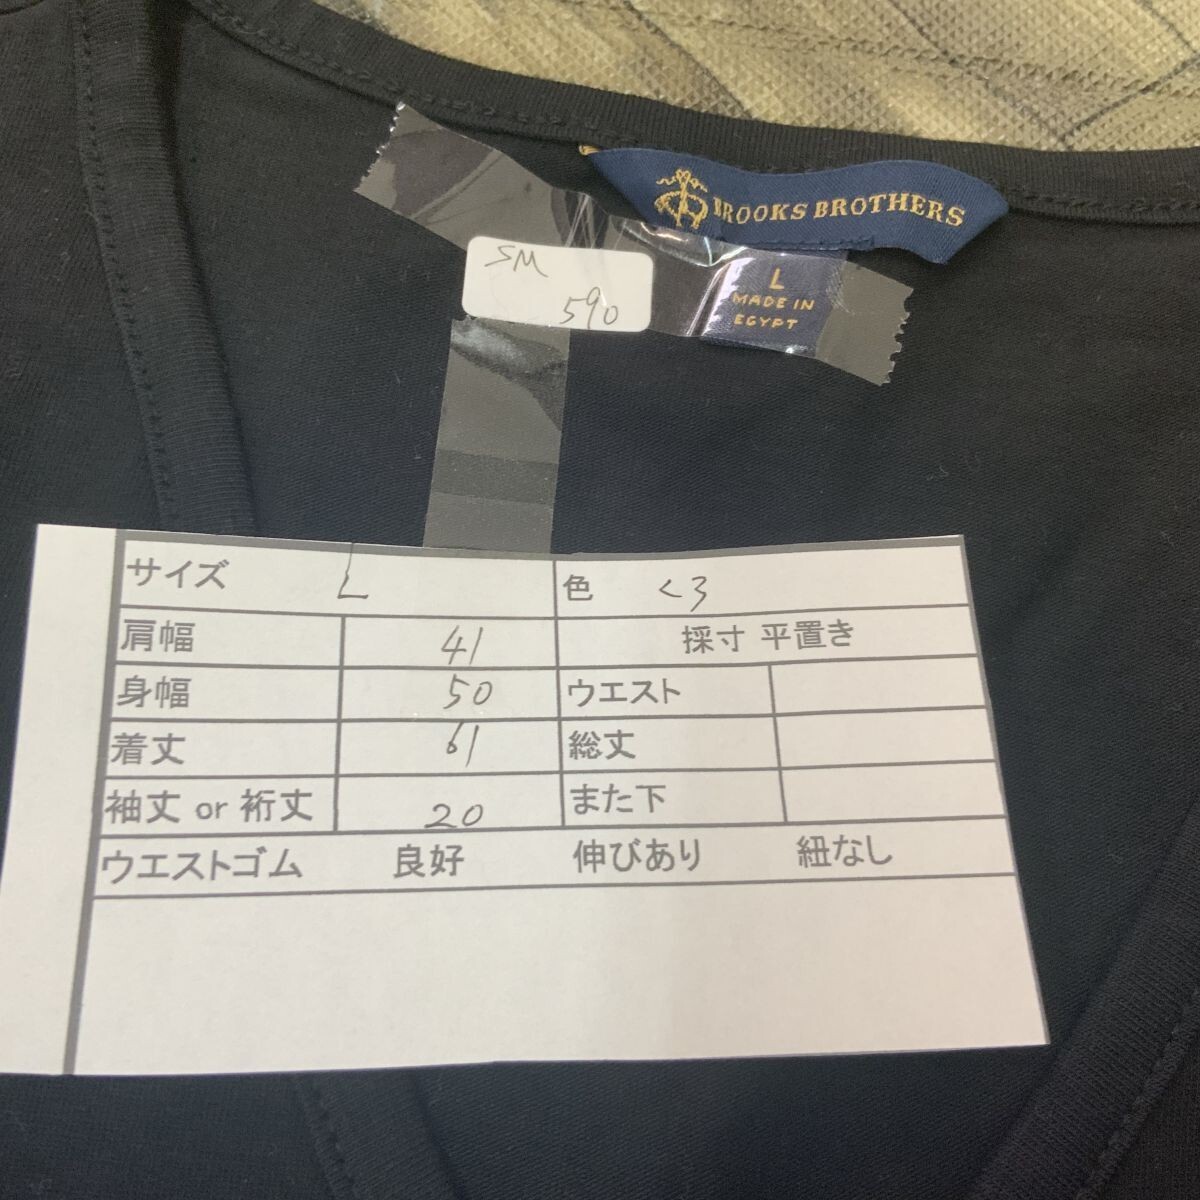 BROOKS BROTHERS
L
MADE IN
EGYPT
SM
590
サイズ L 色 くろ
肩幅 41 採寸 平置き
身幅 50 ウエスト
着丈 61 総丈
袖丈 or 裄丈 20 また下
ウエストゴム 良好 伸びあり 紐なし